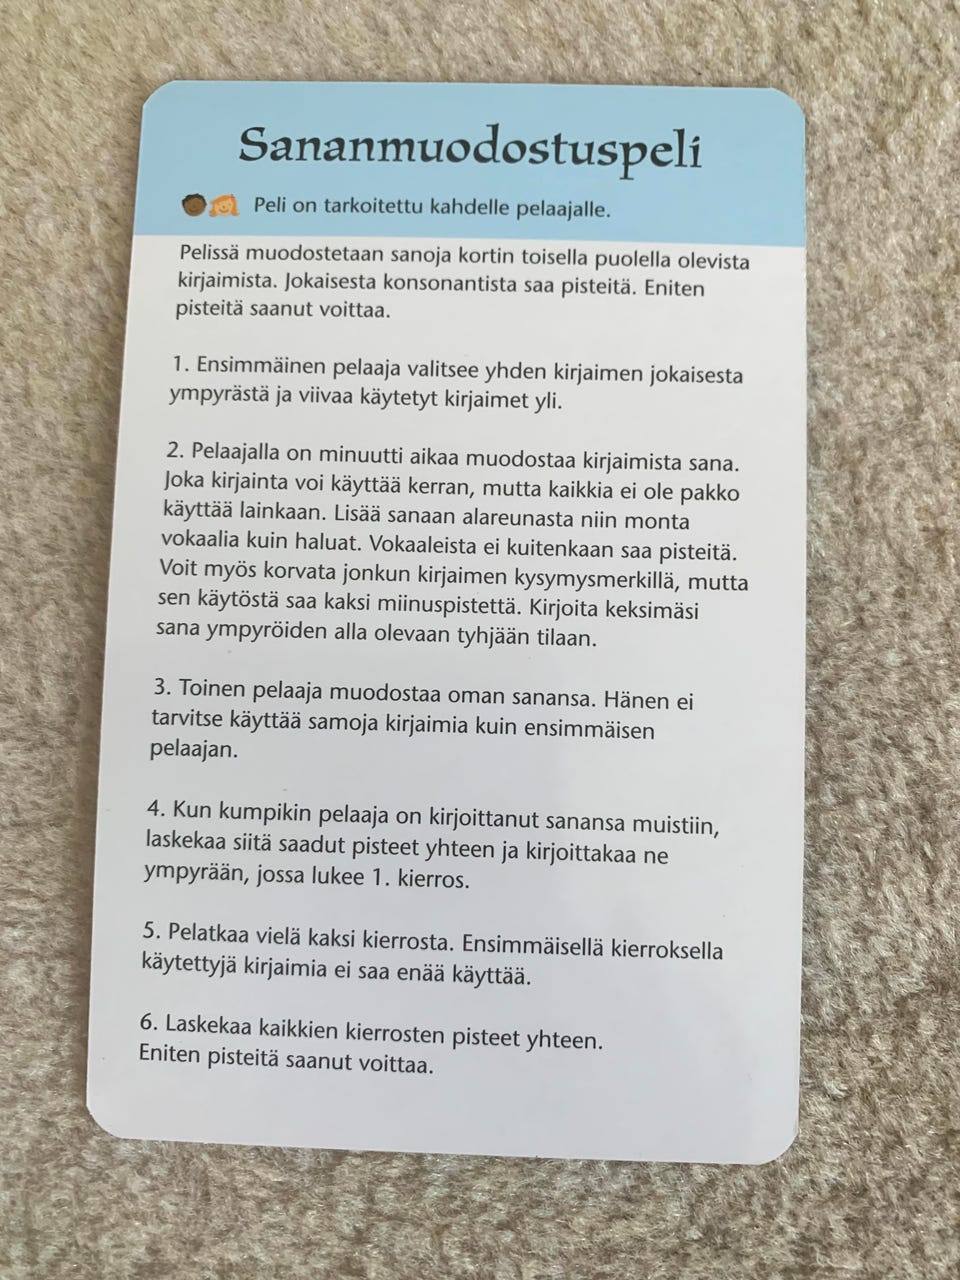 Sananmuodostuspeli
Peli on tarkoitettu kahdelle pelaajalle.
Pelissä muodostetaan sanoja kortin toisella puolella olevista
kirjaimista. Jokaisesta konsonantista saa pisteitä. Eniten
pisteitä saanut voittaa.
1. Ensimmäinen pelaaja valitsee yhden kirjaimen jokaisesta
ympyrästä ja viivaa käytetyt kirjaimet yli.
2. Pelaajalla on minuutti aikaa muodostaa kirjaimista sana.
Joka kirjainta voi käyttää kerran, mutta kaikkia ei ole pakko
käyttää lainkaan. Lisää sanaan alareunasta niin monta
vokaalia kuin haluat. Vokaaleista ei kuitenkaan saa pisteitä.
Voit myös korvata jonkun kirjaimen kysymysmerkillä, mutta
sen käytöstä saa kaksi miinuspistettä. Kirjoita keksimäsi
sana ympyröiden alla olevaan tyhjään tilaan.
3. Toinen pelaaja muodostaa oman sanansa. Hänen ei
tarvitse käyttää samoja kirjaimia kuin ensimmäisen
pelaajan.
4. Kun kumpikin pelaaja on kirjoittanut sanansa muistiin,
laskekaa siitä saadut pisteet yhteen ja kirjoittakaa ne
ympyrään, jossa lukee 1. kierros.
5. Pelatkaa vielä kaksi kierrosta. Ensimmäisellä kierroksella
käytettyjä kirjaimia ei saa enää käyttää.
6. Laskekaa kaikkien kierrosten pisteet yhteen.
Eniten pisteitä saanut voittaa.